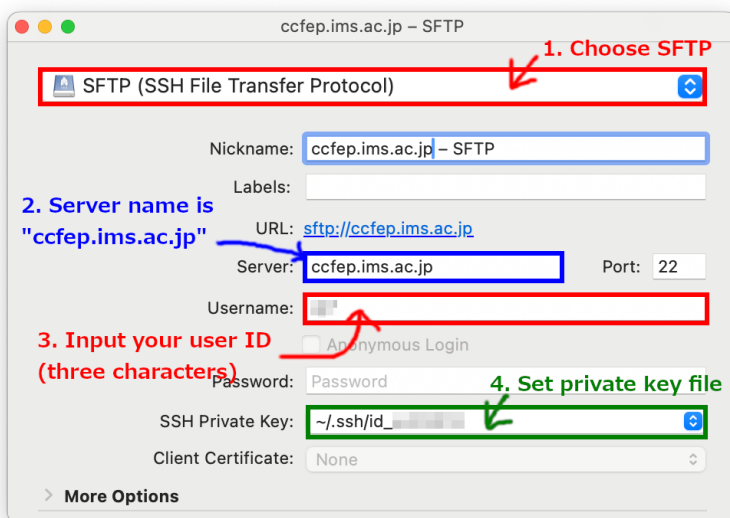 ccfep.ims.ac.jp – SFTP
1. Choose SFTP
SFTP (SSH File Transfer Protocol)
Nickname: ccfep.ims.ac.jp – SFTP
Labels:
2. Server name is
"ccfep.ims.ac.jp"
URL: sftp://ccfep.ims.ac.jp
Server: ccfep.ims.ac.jp Port: 22
Username:
3. Input your user ID
(three characters)
Anonymous Login
Password: Password
4. Set private key file
SSH Private Key: ~/.ssh/id_
Client Certificate: None
More Options